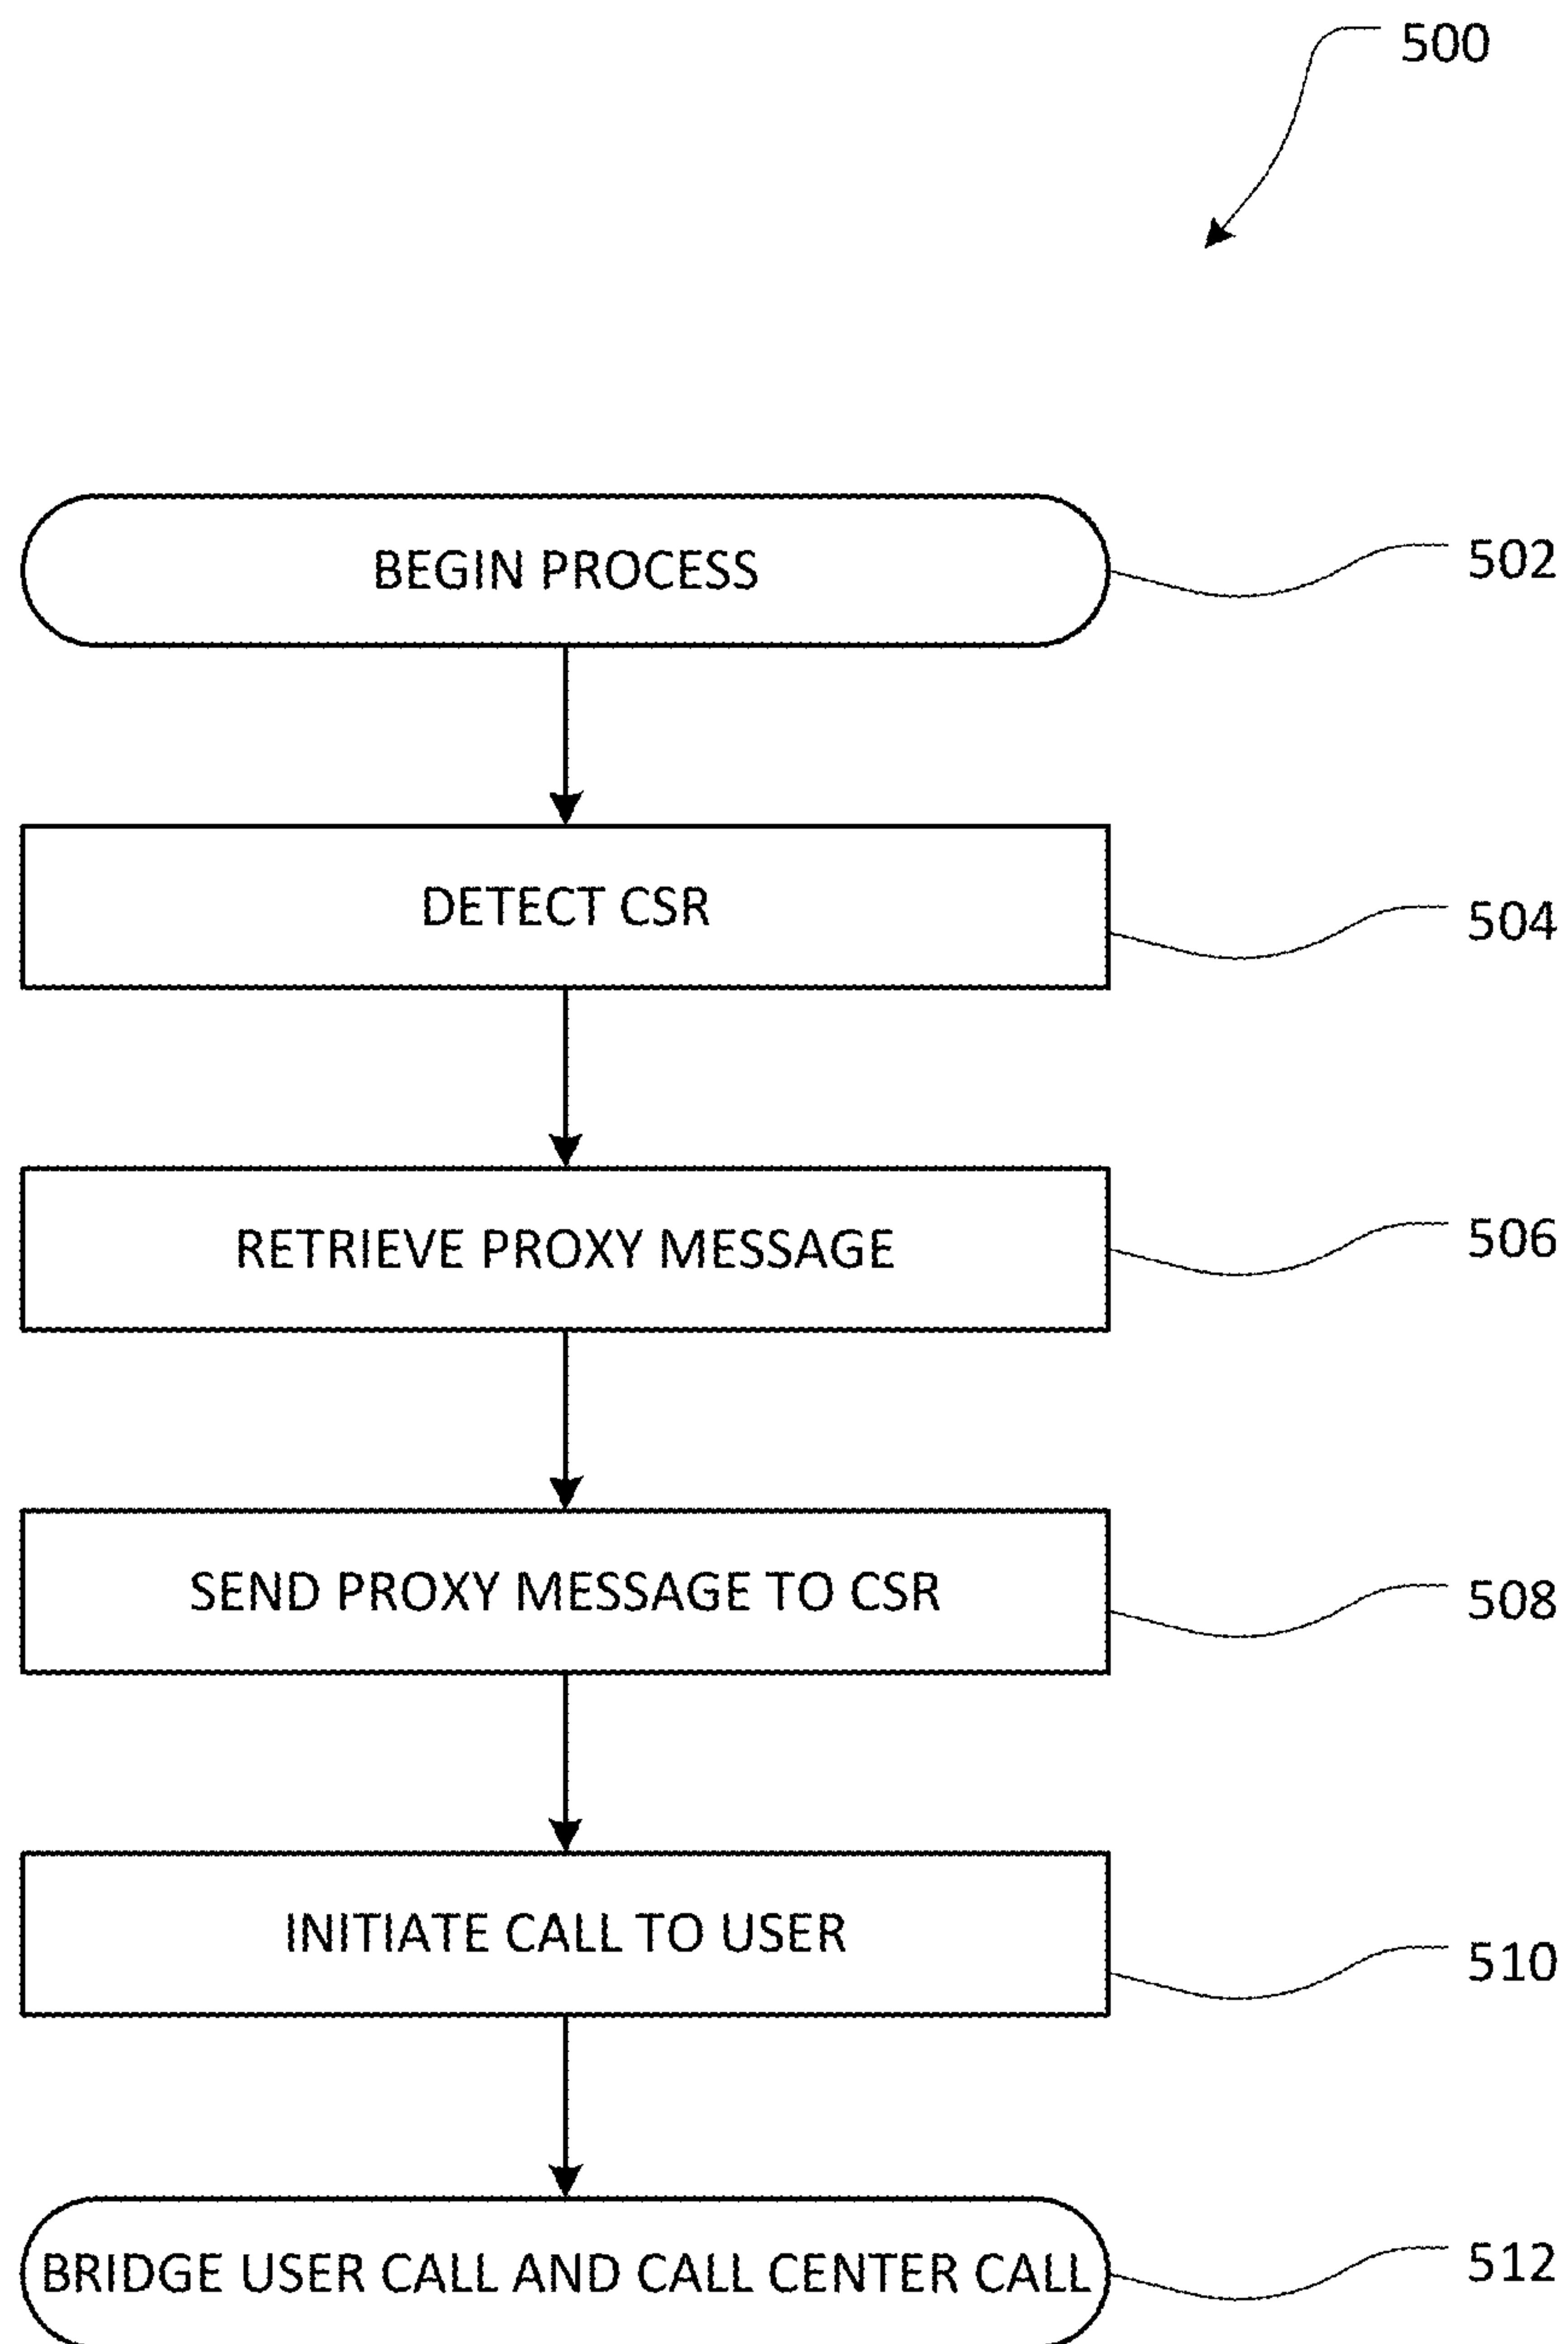 500
BEGIN PROCESS
502
DETECT CSR
504
RETRIEVE PROXY MESSAGE
506
SEND PROXY MESSAGE TO CSR
508
INITIATE CALL TO USER
510
BRIDGE USER CALL AND CALL CENTER CALL
512